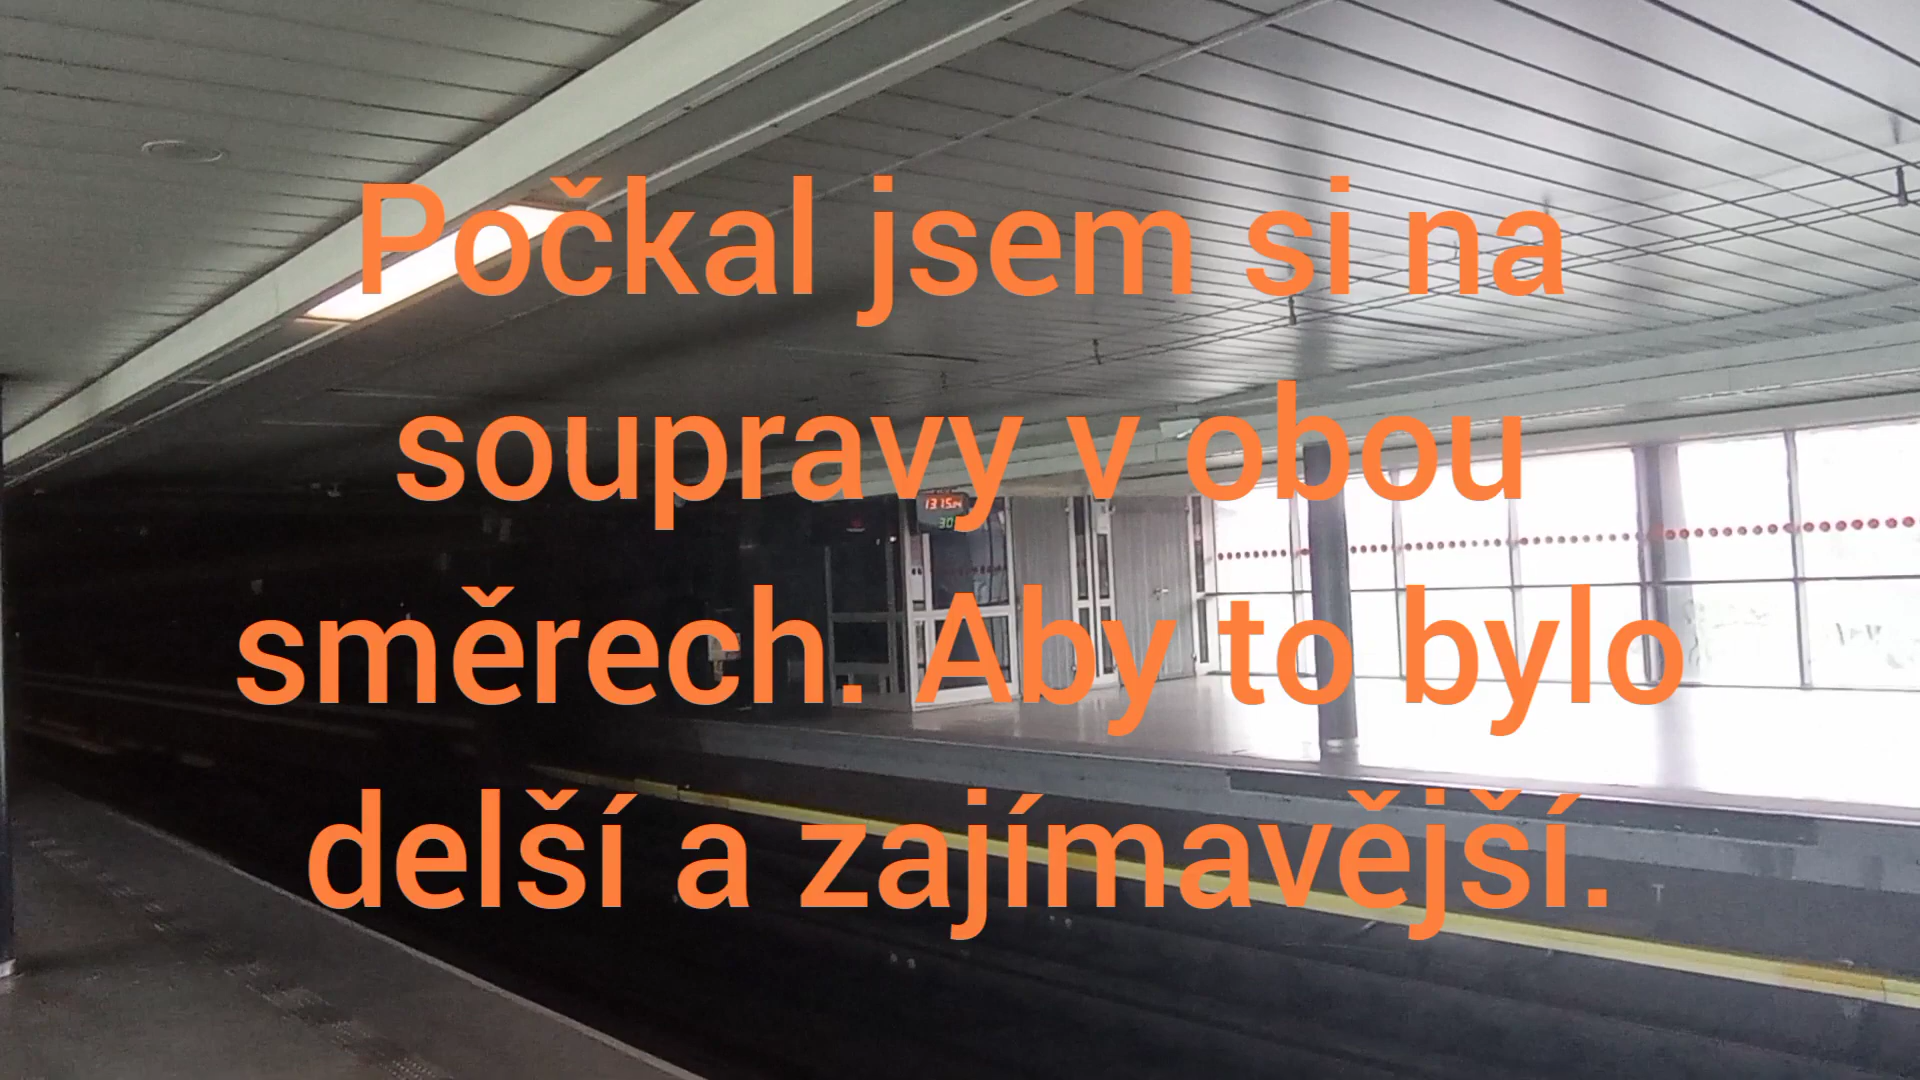 Počkal jsem si na
soupravy v obou
směrech. Aby to bylo
delší a zajímavější.